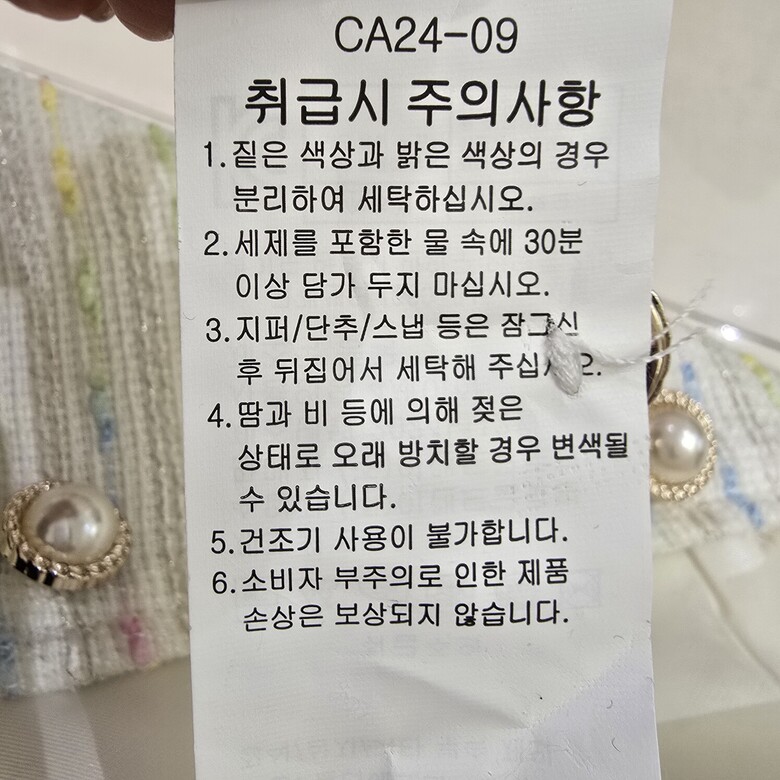 CA24-09
취급시 주의사항
1.짙은 색상과 밝은 색상의 경우
분리하여 세탁하십시오.
2.세제를 포함한 물 속에 30분
이상 담가 두지 마십시오.
3.지퍼/단추/스냅 등은 잠그신
후 뒤집어서 세탁해 주십시오.
4.땀과 비 등에 의해 젖은
상태로 오래 방치할 경우 변색될
수 있습니다.
5.건조기 사용이 불가합니다.
6.소비자 부주의로 인한 제품
손상은 보상되지 않습니다.